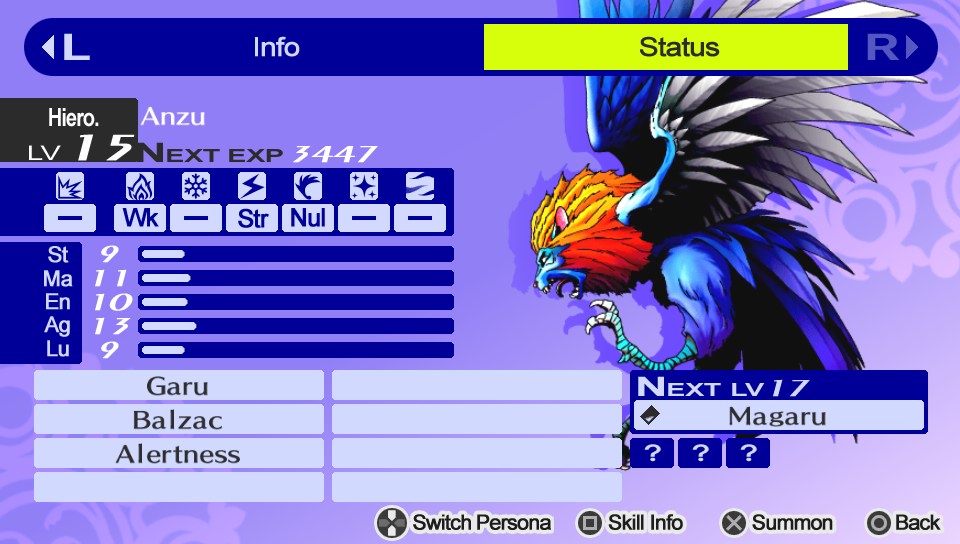 L Info Status R
Hiero. Anzu
LV 15 NEXT EXP 3447
— Wk — Str Nul — —
St 9
Ma 11
En 10
Ag 13
Lu 9
Garu
Balzac
Alertness
NEXT LV 17
Magaru
? ? ?
Switch Persona Skill Info Summon Back